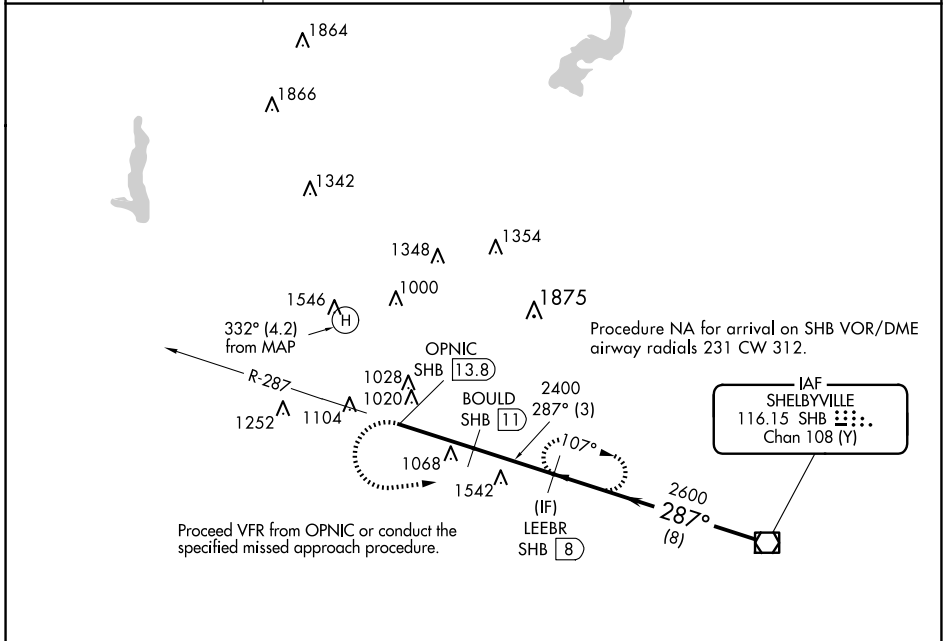 1864
1866
1342
1348
1354
1546
1000
1875
H
332° (4.2)
from MAP
Procedure NA for arrival on SHB VOR/DME
airway radials 231 CW 312.
OPNIC
SHB 13.8
R-287
1028
1020
1252
1104
BOULD
SHB 11
2400
287° (3)
IAF
SHELBYVILLE
116.15 SHB
Chan 108 (Y)
1068
1542
107°
(IF)
LEEBR
SHB 8
2600
287°
(8)
Proceed VFR from OPNIC or conduct the
specified missed approach procedure.